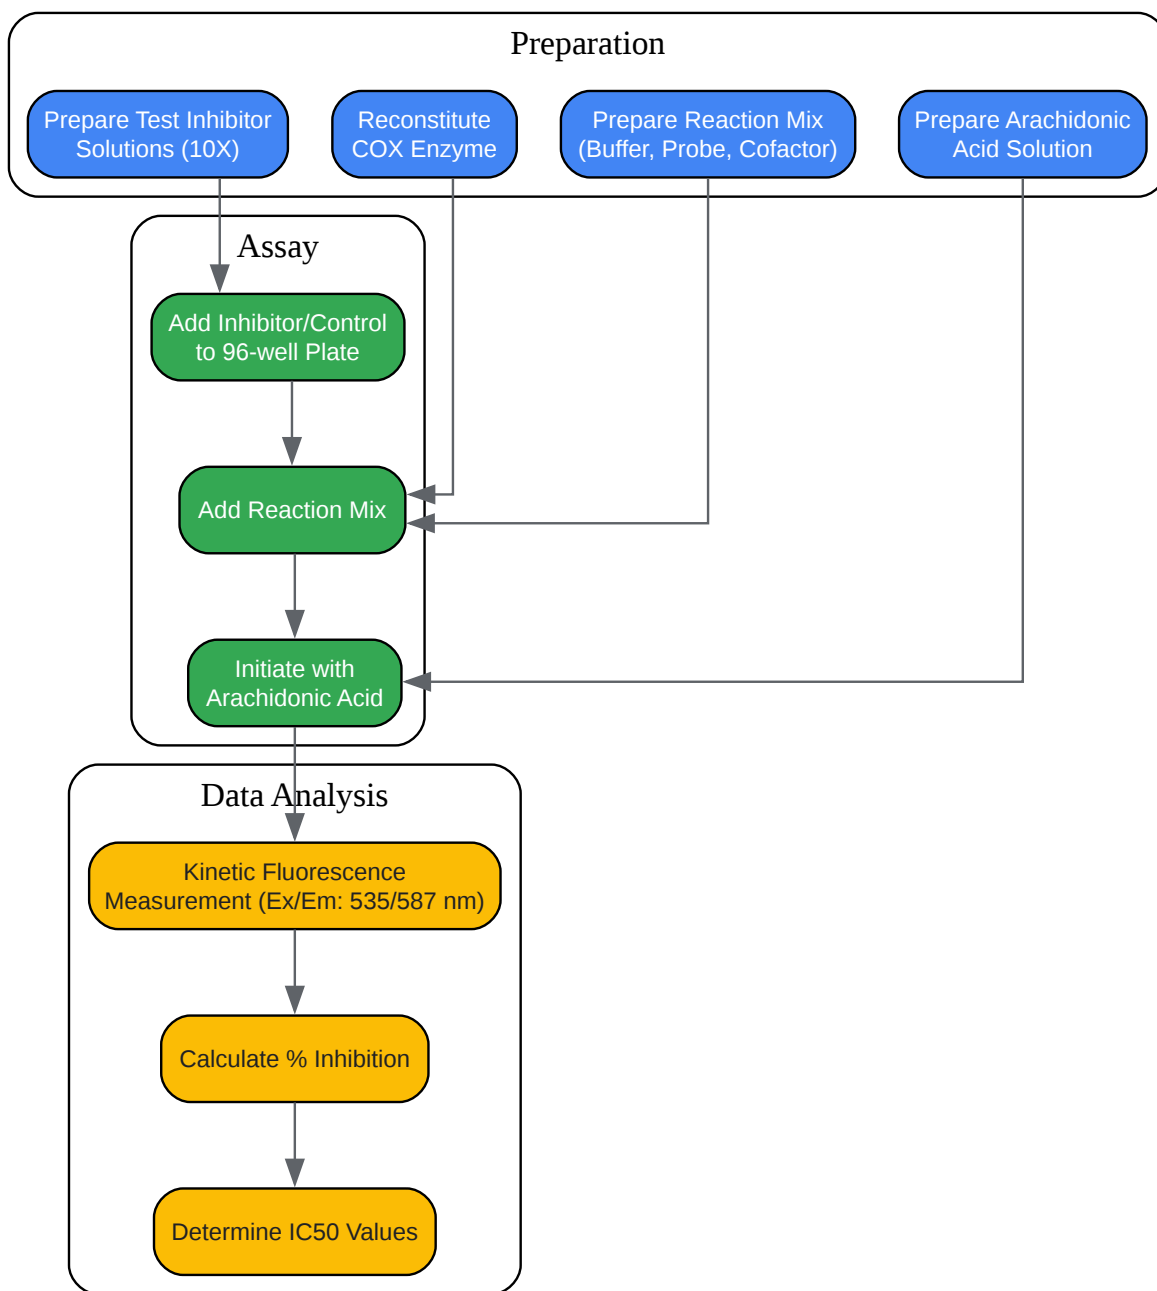 Preparation
Prepare Test Inhibitor
Solutions (10X)
Reconstitute
COX Enzyme
Prepare Reaction Mix
(Buffer, Probe, Cofactor)
Prepare Arachidonic
Acid Solution
Assay
Add Inhibitor/Control
to 96-well Plate
Add Reaction Mix
Initiate with
Arachidonic Acid
Data Analysis
Kinetic Fluorescence
Measurement (Ex/Em: 535/587 nm)
Calculate % Inhibition
Determine IC50 Values